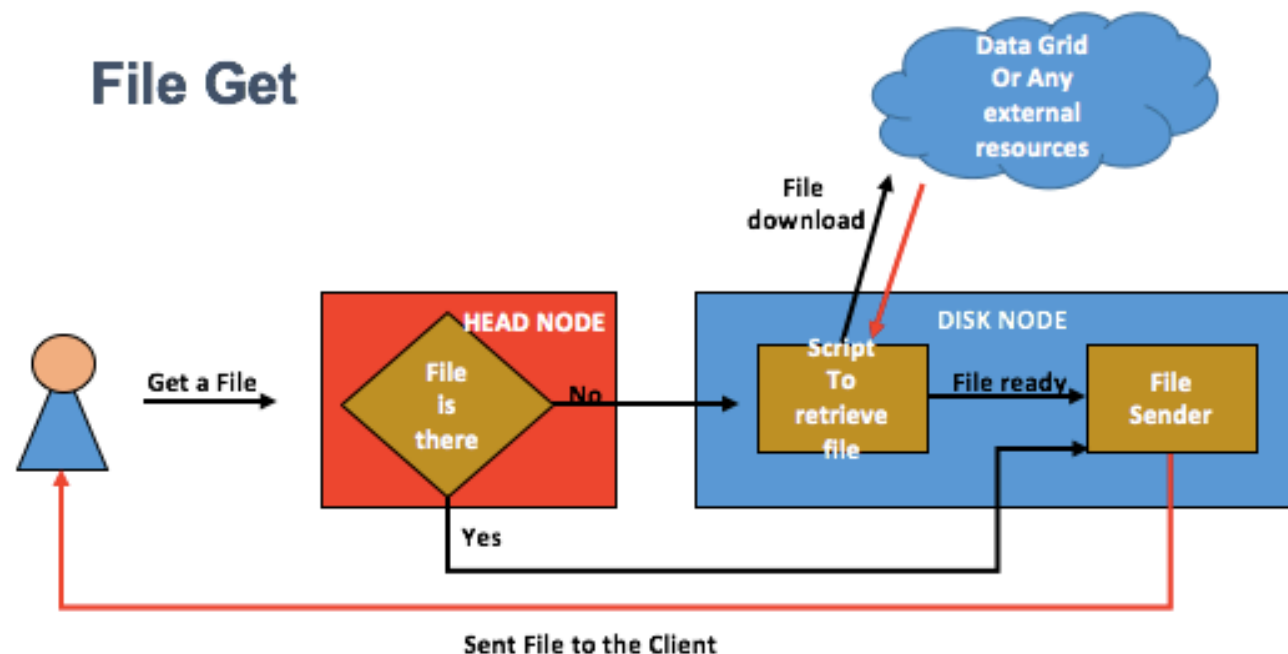 File Get
Data Grid
Or Any
external
resources
File
download
HEAD NODE
DISK NODE
Get a File
File
is
there
No
Script
To
retrieve
file
File ready
File
Sender
Yes
Sent File to the Client